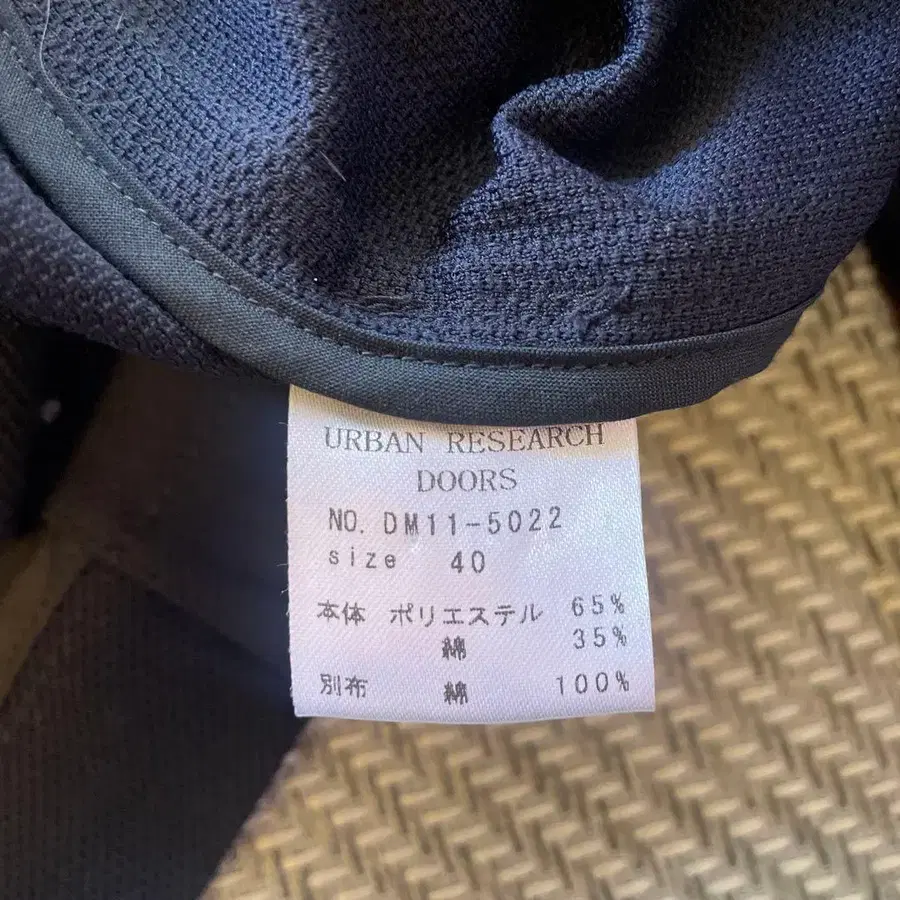 URBAN RESEARCH
DOORS
NO. DM11-5022
size 40
本体 ポリエステル 65%
綿 35%
別布 綿 100%